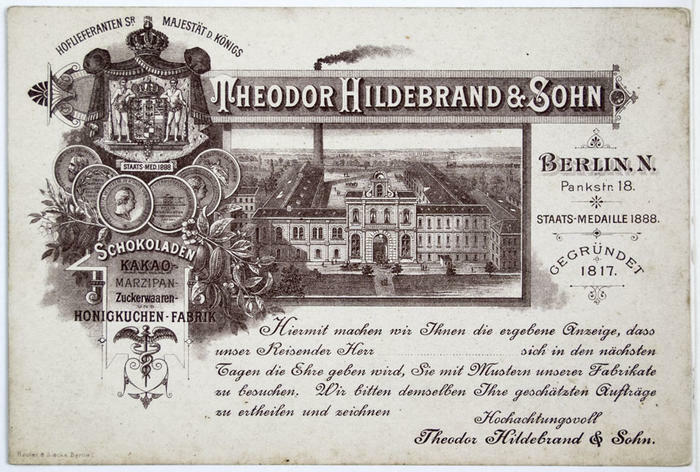 HOFLIEFERANTEN SR MAJESTÄT D. KÖNIGS
THEODOR HILDEBRAND & SOHN
STAATS-MED. 1888
BERLIN, N.
Pankstr. 18.
STAATS-MEDAILLE 1888.
GEGRÜNDET
1817.
SCHOKOLADEN
KAKAO-
MARZIPAN-
Zuckerwaaren-
UND
HONIGKUCHEN-FABRIK
Hiermit machen wir Ihnen die ergebene Anzeige, dass
unser Reisender Herr sich in den nächsten
Tagen die Ehre geben wird, Sie mit Mustern unserer Fabrikate
zu besuchen. Wir bitten demselben Ihre geschätzten Aufträge
zu ertheilen und zeichnen
Hochachtungsvoll
Theodor Hildebrand & Sohn.